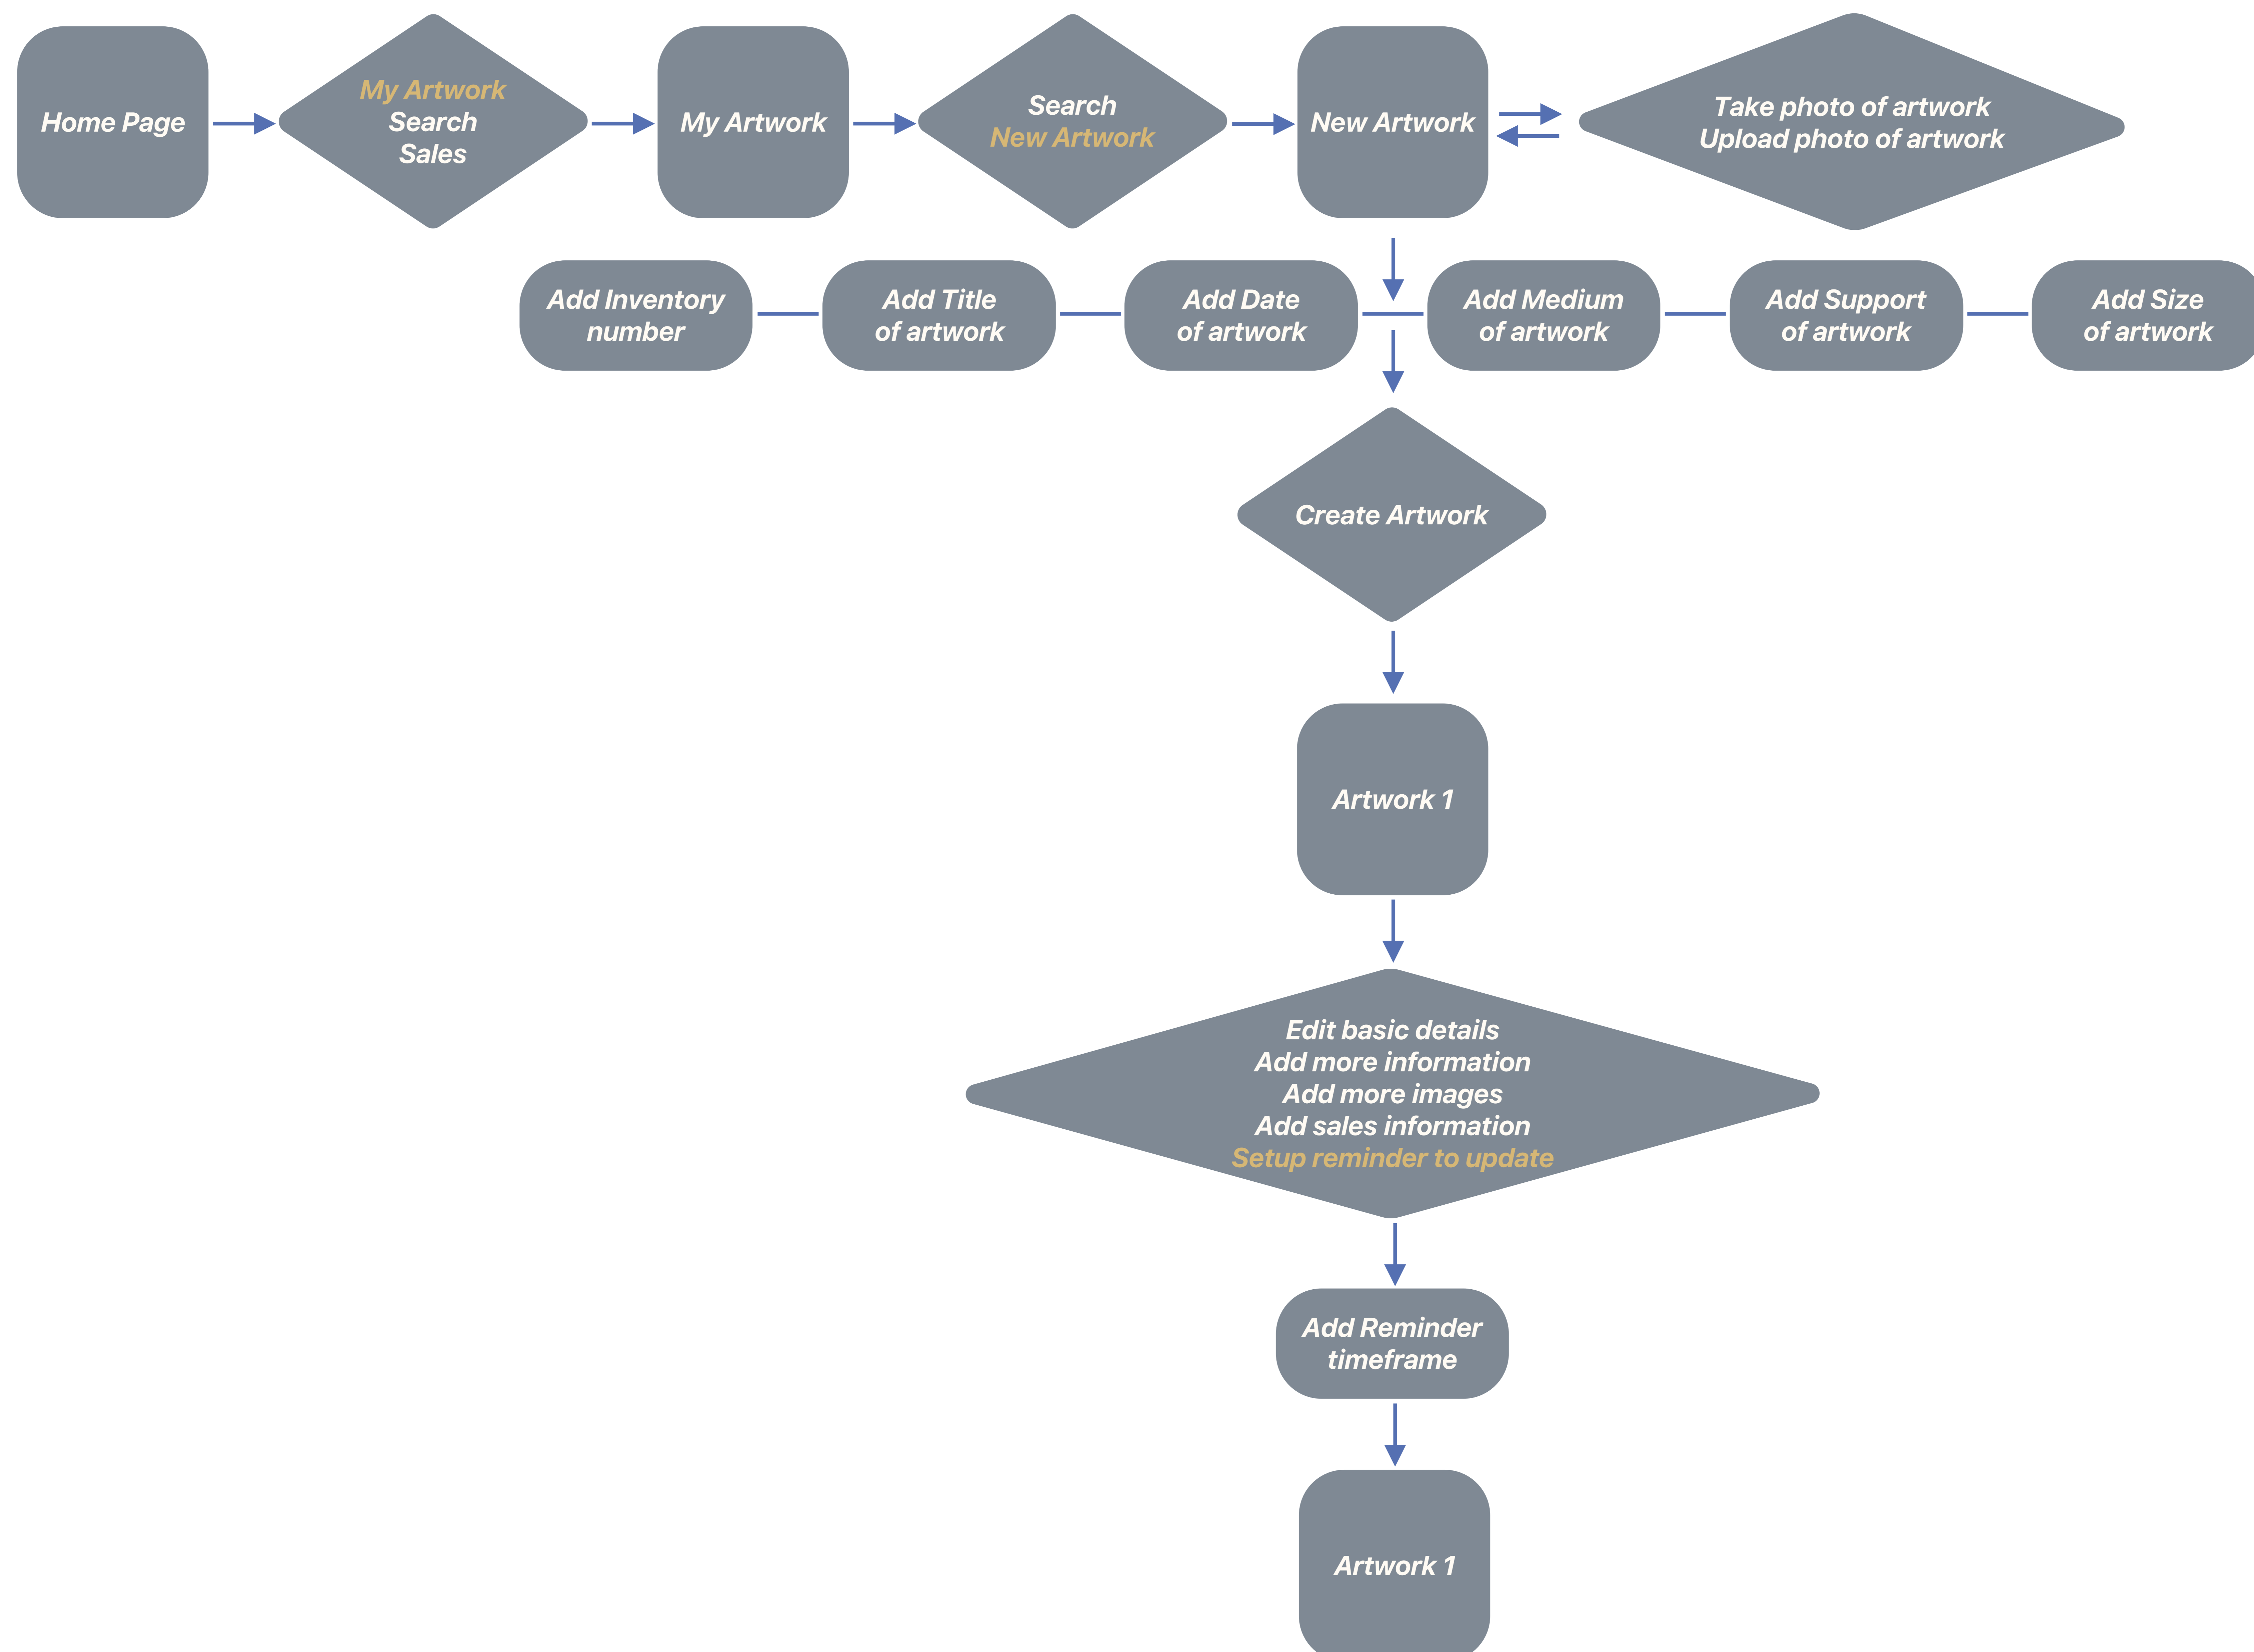 Home Page
My Artwork
Search
Sales
My Artwork
Search
New Artwork
New Artwork
Take photo of artwork
Upload photo of artwork
Add Inventory
number
Add Title
of artwork
Add Date
of artwork
Add Medium
of artwork
Add Support
of artwork
Add Size
of artwork
Create Artwork
Artwork 1
Edit basic details
Add more information
Add more images
Add sales information
Setup reminder to update
Add Reminder
timeframe
Artwork 1